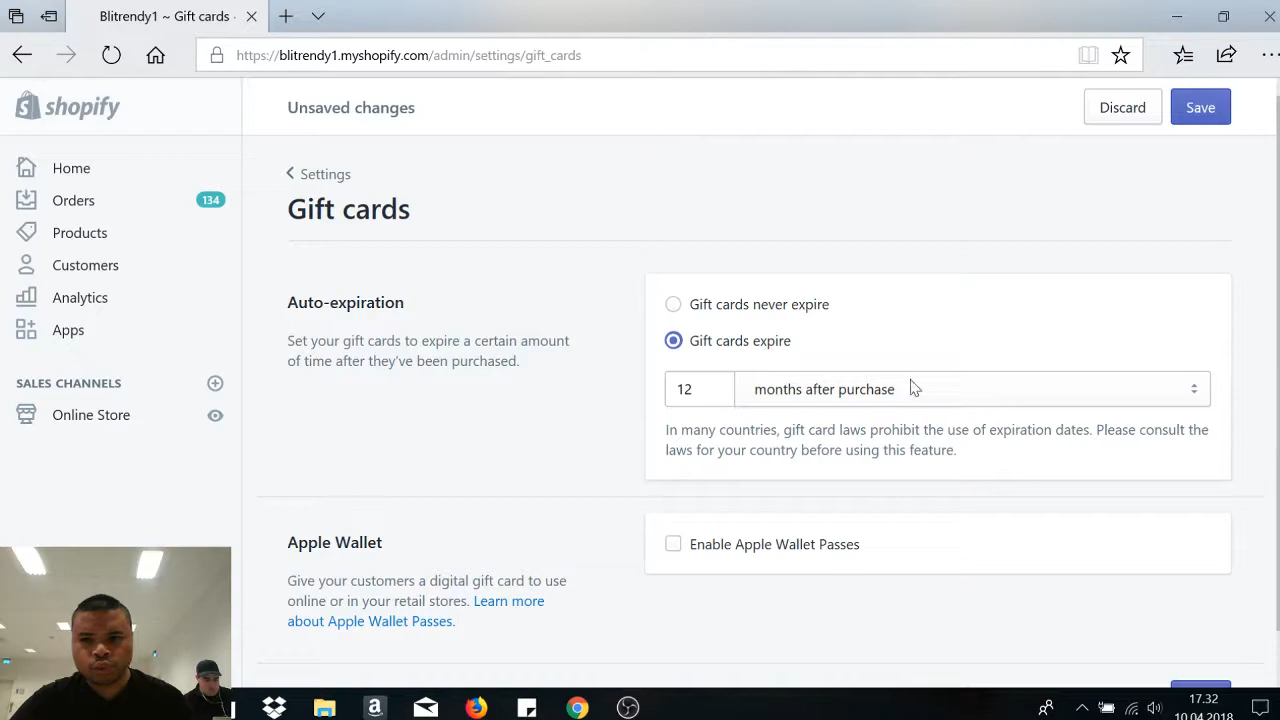 Blitrendy1 ~ Gift cards
https://blitrendy1.myshopify.com/admin/settings/gift_cards
shopify
Unsaved changes
Discard
Save
Home
Orders
134
Products
Customers
Analytics
Apps
SALES CHANNELS
Online Store
Settings
Gift cards
Auto-expiration
Set your gift cards to expire a certain amount
of time after they've been purchased.
Gift cards never expire
Gift cards expire
12
months after purchase
In many countries, gift card laws prohibit the use of expiration dates. Please consult the
laws for your country before using this feature.
Apple Wallet
Give your customers a digital gift card to use
online or in your retail stores. Learn more
about Apple Wallet Passes.
Enable Apple Wallet Passes
17.32
10.04.2018